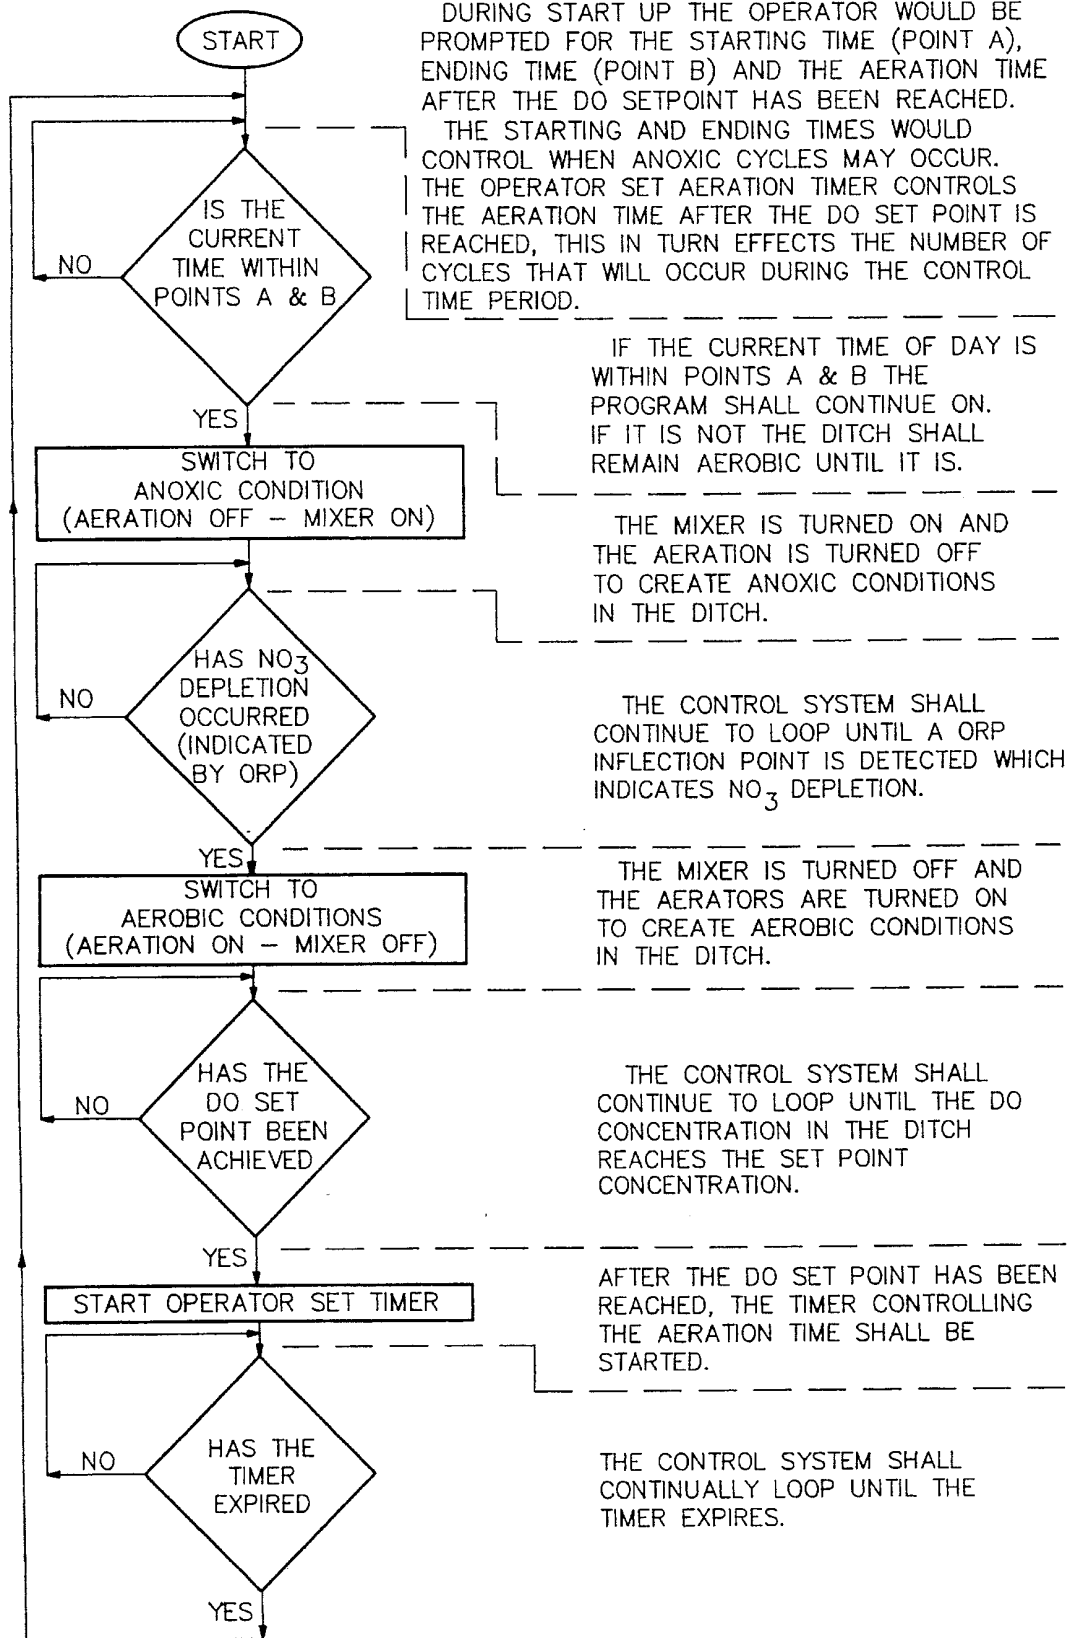 START
DURING START UP THE OPERATOR WOULD BE
PROMPTED FOR THE STARTING TIME (POINT A),
ENDING TIME (POINT B) AND THE AERATION TIME
AFTER THE DO SETPOINT HAS BEEN REACHED.
THE STARTING AND ENDING TIMES WOULD
CONTROL WHEN ANOXIC CYCLES MAY OCCUR.
THE OPERATOR SET AERATION TIMER CONTROLS
THE AERATION TIME AFTER THE DO SET POINT IS
REACHED, THIS IN TURN EFFECTS THE NUMBER OF
CYCLES THAT WILL OCCUR DURING THE CONTROL
TIME PERIOD.
IS THE
CURRENT
TIME WITHIN
POINTS A & B
NO
YES
IF THE CURRENT TIME OF DAY IS
WITHIN POINTS A & B THE
PROGRAM SHALL CONTINUE ON.
IF IT IS NOT THE DITCH SHALL
REMAIN AEROBIC UNTIL IT IS.
SWITCH TO
ANOXIC CONDITION
(AERATION OFF – MIXER ON)
THE MIXER IS TURNED ON AND
THE AERATION IS TURNED OFF
TO CREATE ANOXIC CONDITIONS
IN THE DITCH.
HAS NO3
DEPLETION
OCCURRED
(INDICATED
BY ORP)
NO
YES
THE CONTROL SYSTEM SHALL
CONTINUE TO LOOP UNTIL A ORP
INFLECTION POINT IS DETECTED WHICH
INDICATES NO3 DEPLETION.
SWITCH TO
AEROBIC CONDITIONS
(AERATION ON – MIXER OFF)
THE MIXER IS TURNED OFF AND
THE AERATORS ARE TURNED ON
TO CREATE AEROBIC CONDITIONS
IN THE DITCH.
HAS THE
DO SET
POINT BEEN
ACHIEVED
NO
YES
THE CONTROL SYSTEM SHALL
CONTINUE TO LOOP UNTIL THE DO
CONCENTRATION IN THE DITCH
REACHES THE SET POINT
CONCENTRATION.
START OPERATOR SET TIMER
AFTER THE DO SET POINT HAS BEEN
REACHED, THE TIMER CONTROLLING
THE AERATION TIME SHALL BE
STARTED.
HAS THE
TIMER
EXPIRED
NO
YES
THE CONTROL SYSTEM SHALL
CONTINUALLY LOOP UNTIL THE
TIMER EXPIRES.